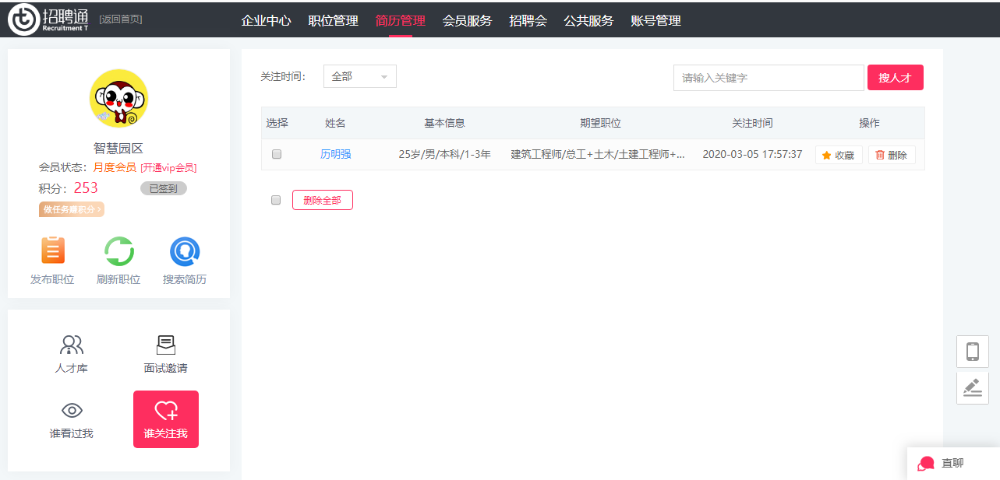 招聘通 [返回首页] 企业中心 职位管理 简历管理 会员服务 招聘会 公共服务 账号管理
Recruitment T
关注时间： 全部 请输入关键字 搜人才
选择 姓名 基本信息 期望职位 关注时间 操作
历明强 25岁/男/本科/1-3年 建筑工程师/总工+土木/土建工程师+... 2020-03-05 17:57:37 收藏 删除
删除全部
智慧园区
会员状态：月度会员 [开通vip会员]
积分：253 已签到
做任务赚积分 >
发布职位 刷新职位 搜索简历
人才库 面试邀请
谁看过我 谁关注我
直聊